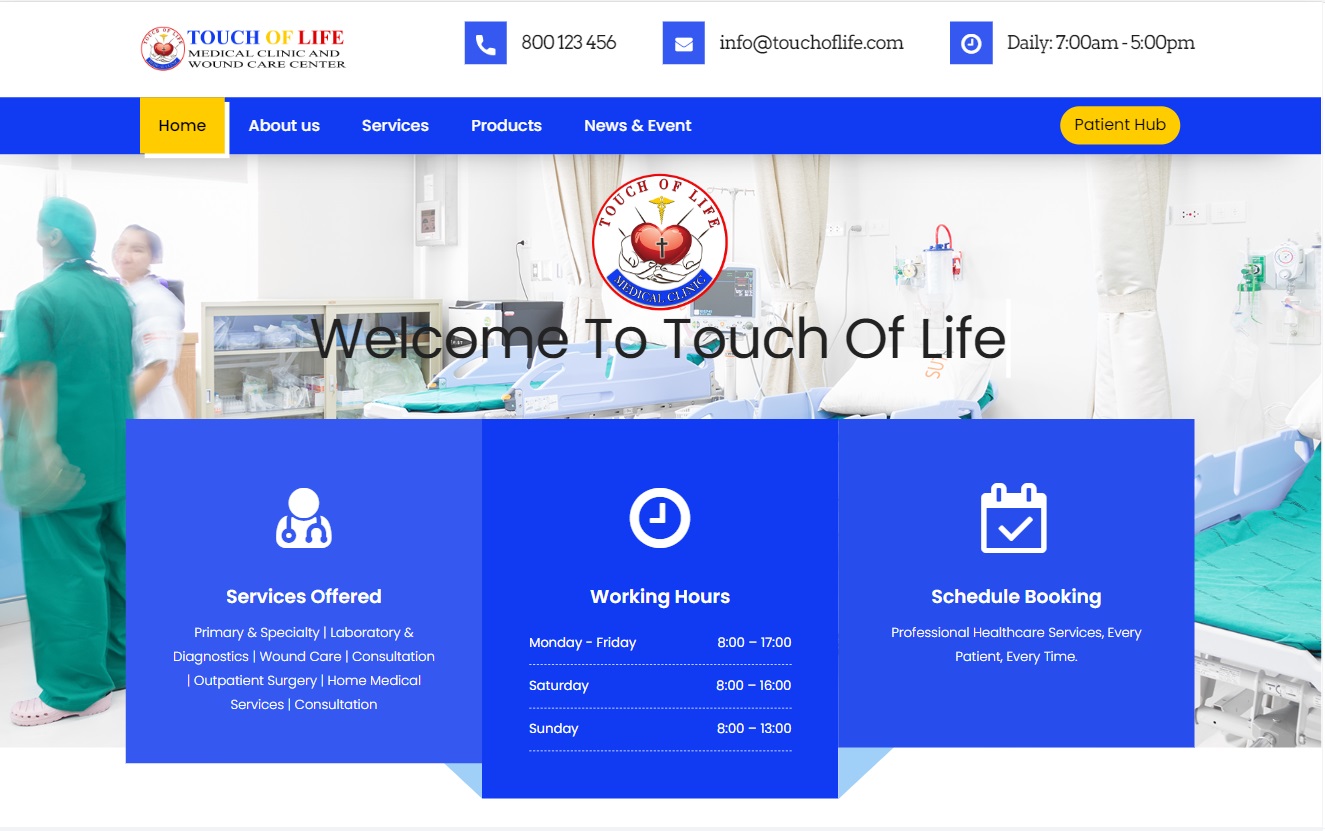 TOUCH OF LIFE
TOUCH OF LIFE
MEDICAL CLINIC AND
WOUND CARE CENTER
800 123 456
info@touchoflife.com
Daily: 7:00am - 5:00pm
Home
About us
Services
Products
News & Event
Patient Hub
TOUCH OF LIFE
MEDICAL CLINIC
Welcome To Touch Of Life
SU
Services Offered
Primary & Specialty | Laboratory &
Diagnostics | Wound Care | Consultation
| Outpatient Surgery | Home Medical
Services | Consultation
Working Hours
Monday - Friday 8:00 – 17:00
Saturday 8:00 – 16:00
Sunday 8:00 – 13:00
Schedule Booking
Professional Healthcare Services, Every
Patient, Every Time.